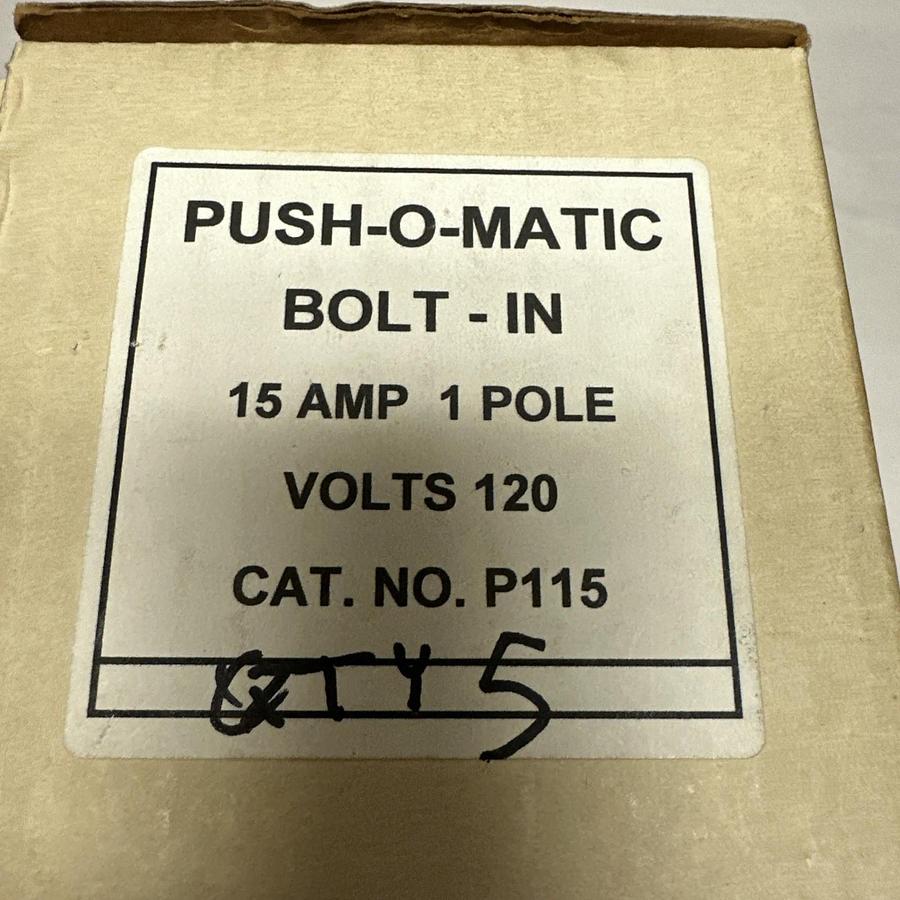 PUSH-O-MATIC
BOLT - IN
15 AMP 1 POLE
VOLTS 120
CAT. NO. P115
QTY 5